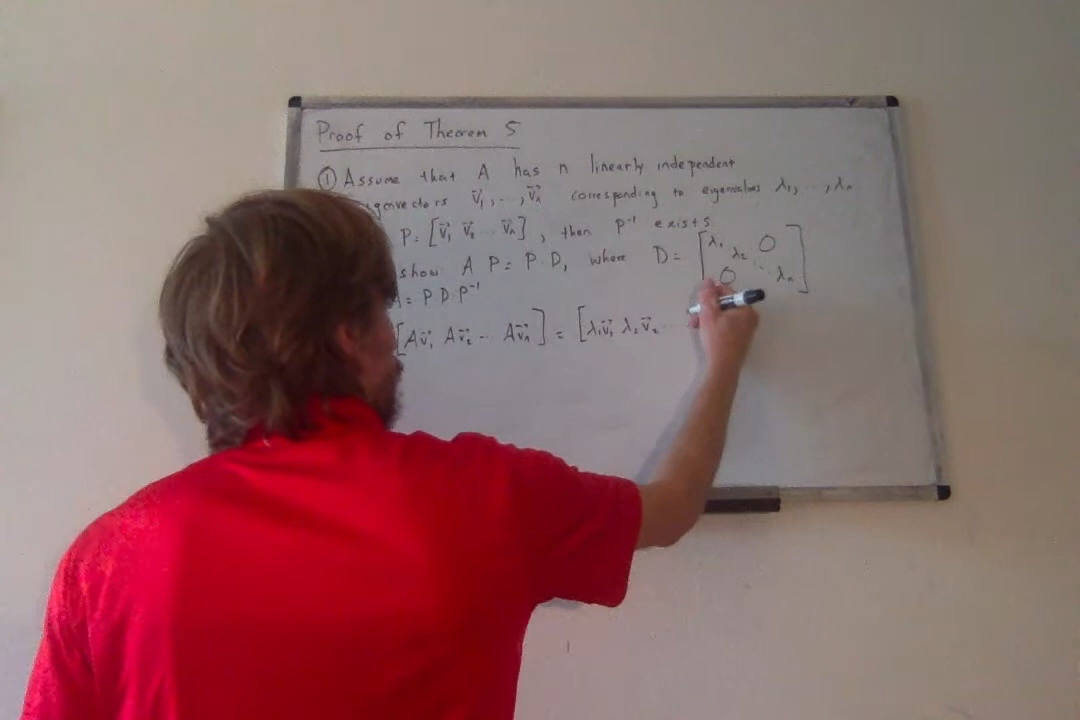 Proof of Theorem 5
① Assume that A has n linearly independent
genvectors v⃗₁, ..., v⃗ₙ corresponding to eigenvalues λ₁, ..., λₙ
P = [v⃗₁ v⃗₂ ... v⃗ₙ], then P⁻¹ exists
show A P = P·D, where D = [λ₁ λ₂ ⋱ λₙ 0 0]
= P·D·P⁻¹
[Av⃗₁ Av⃗₂ ... Av⃗ₙ] = [λ₁v⃗₁ λ₂v⃗₂ ...